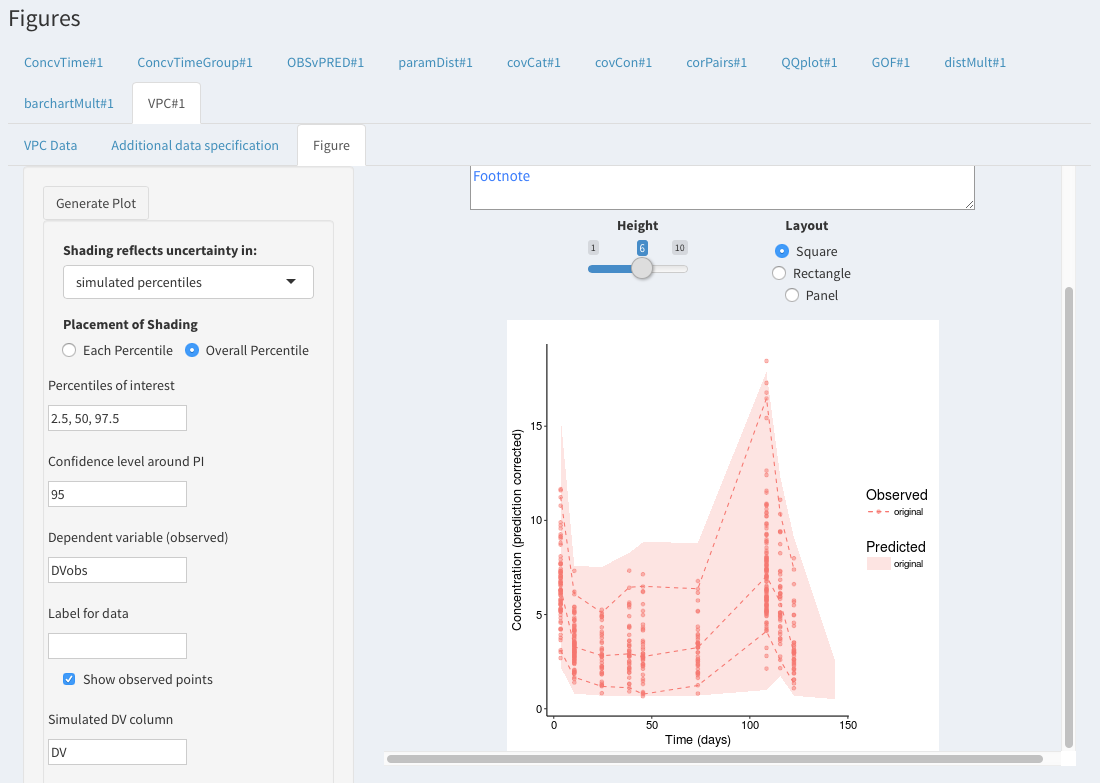 Figures
ConcvTime#1 ConcvTimeGroup#1 OBSvPRED#1 paramDist#1 covCat#1 covCon#1 corPairs#1 QQplot#1 GOF#1 distMult#1
barchartMult#1 VPC#1
VPC Data Additional data specification Figure
Generate Plot
Shading reflects uncertainty in:
simulated percentiles
Placement of Shading
Each Percentile Overall Percentile
Percentiles of interest
2.5, 50, 97.5
Confidence level around PI
95
Dependent variable (observed)
DVobs
Label for data
Show observed points
Simulated DV column
DV
Footnote
Height
1 6 10
Layout
Square
Rectangle
Panel
Concentration (prediction corrected)
15
10
5
0
0 50 100 150
Time (days)
Observed
original
Predicted
original